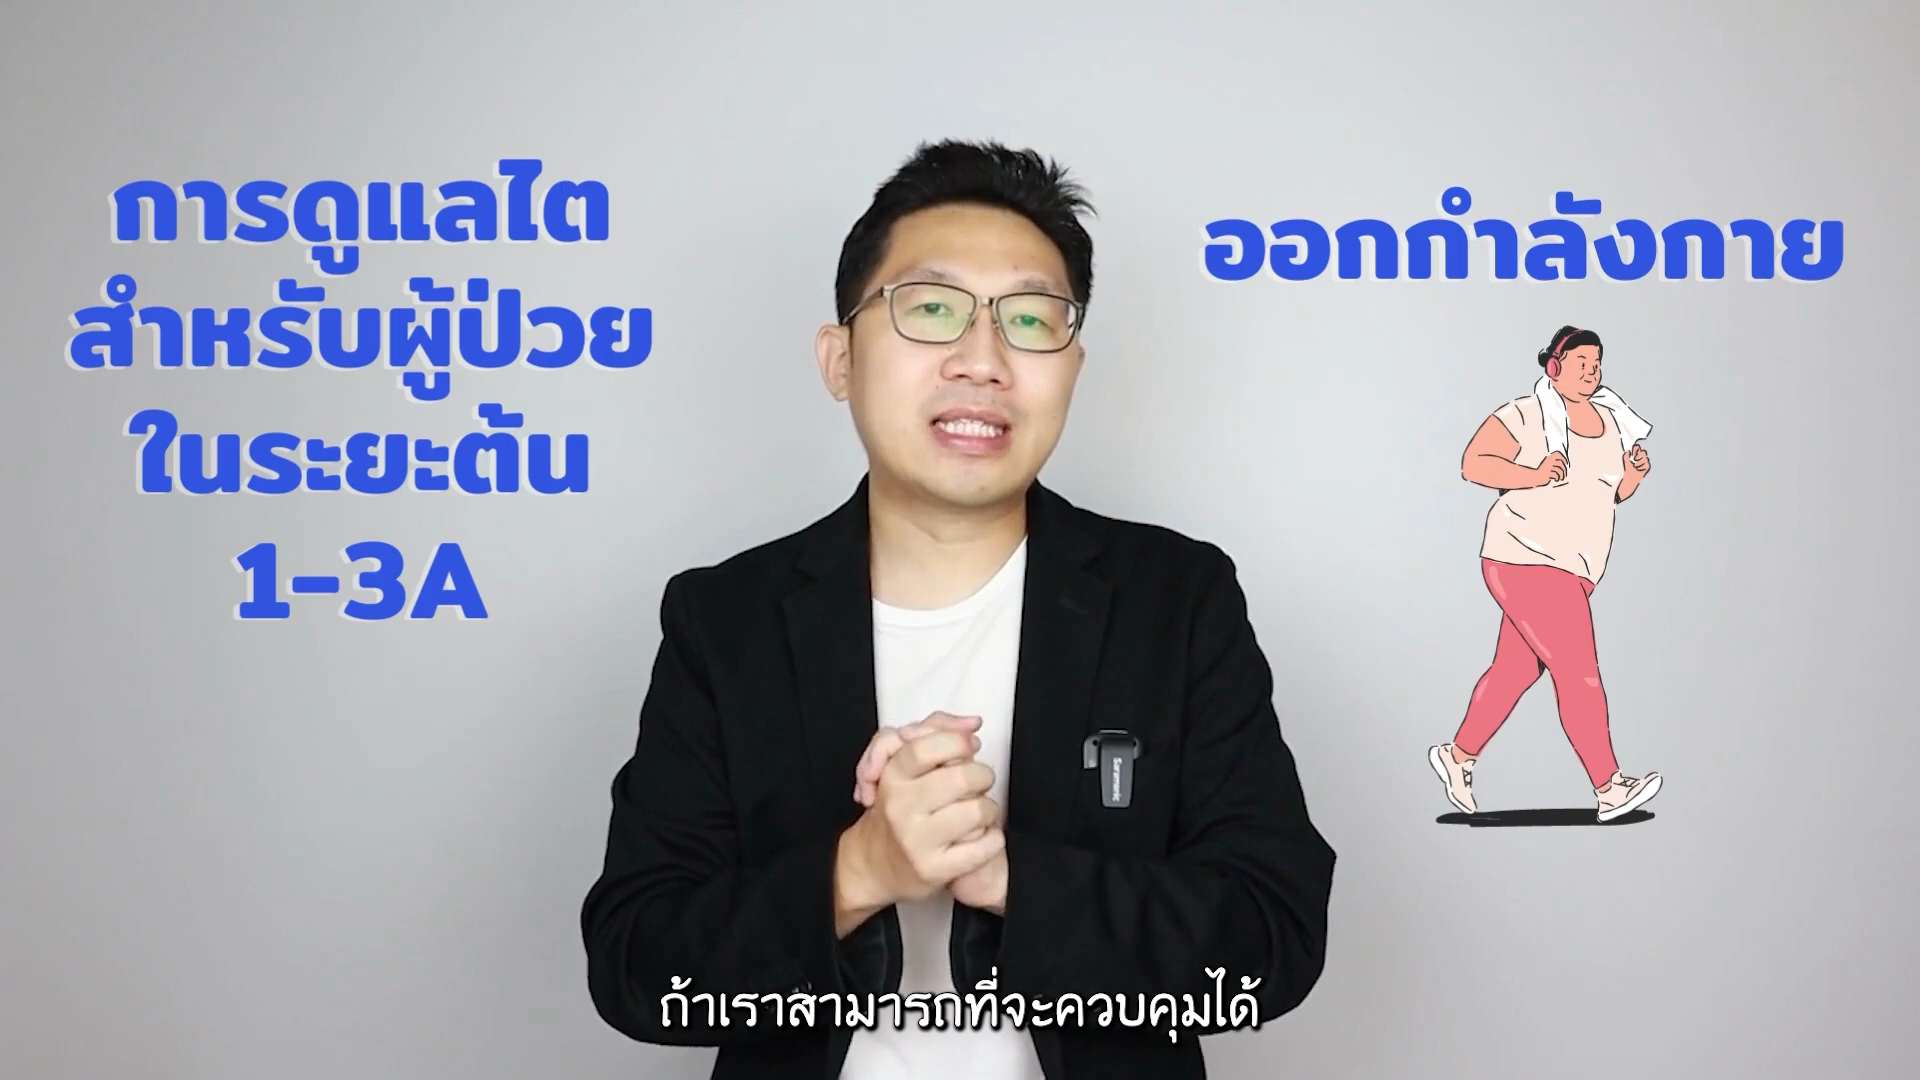 การดูแลไต
สำหรับผู้ป่วย
ในระยะต้น
1-3A
ออกกำลังกาย
Saramonic
ถ้าเราสามารถที่จะควบคุมได้